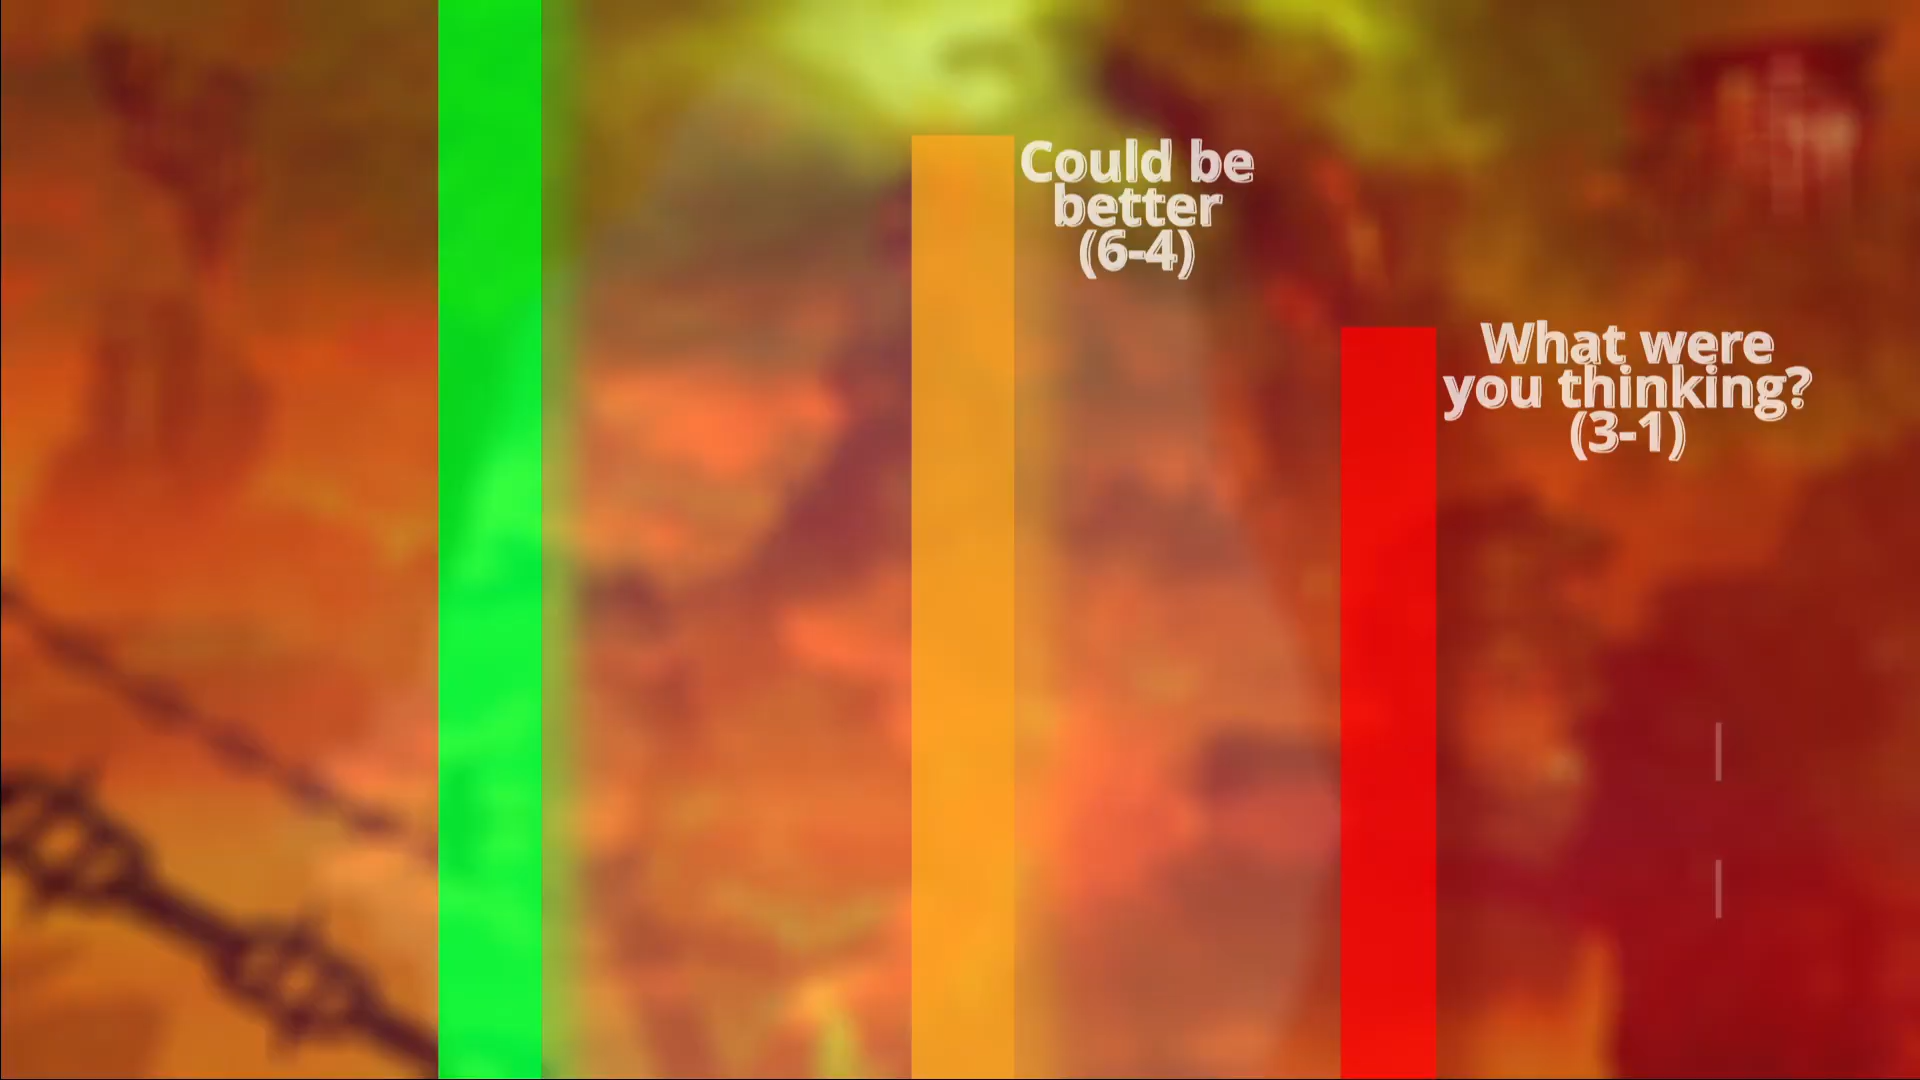 Could be
better
(6-4)
What were
you thinking?
(3-1)